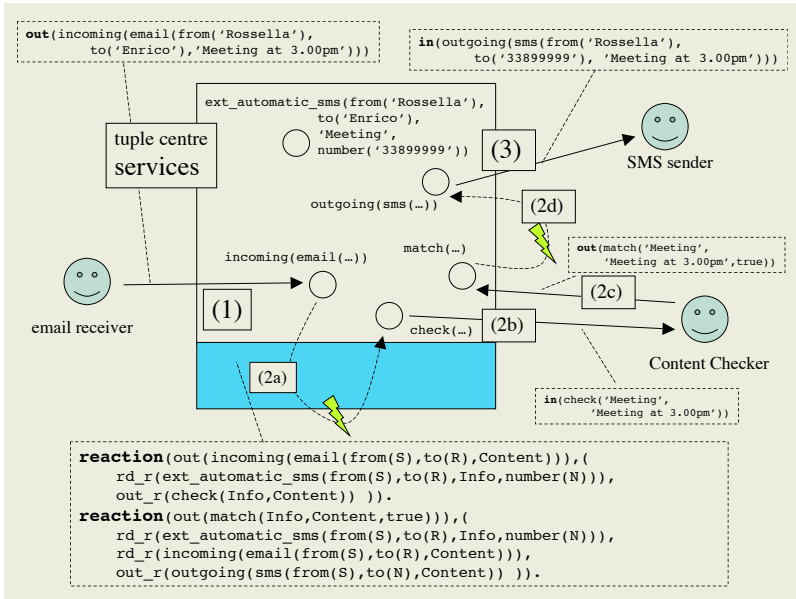 out(incoming(email(from(‘Rossella’),
to(‘Enrico’),‘Meeting at 3.00pm’)))
in(outgoing(sms(from(‘Rossella’),
to(‘33899999’), ‘Meeting at 3.00pm’)))
ext_automatic_sms(from(‘Rossella’),
to(‘Enrico’),
‘Meeting’,
number(‘33899999’))
tuple centre
services
(3)
SMS sender
outgoing(sms(…))
(2d)
match(…)
out(match(‘Meeting’,
‘Meeting at 3.00pm’,true))
incoming(email(…))
(2c)
email receiver
(1)
check(…)
(2b)
Content Checker
(2a)
in(check(‘Meeting’,
‘Meeting at 3.00pm’))
reaction(out(incoming(email(from(S),to(R),Content))),(
rd_r(ext_automatic_sms(from(S),to(R),Info,number(N))),
out_r(check(Info,Content)) )).
reaction(out(match(Info,Content,true))),(
rd_r(ext_automatic_sms(from(S),to(R),Info,number(N))),
rd_r(incoming(email(from(S),to(R),Content))),
out_r(outgoing(sms(from(S),to(N),Content)) )).